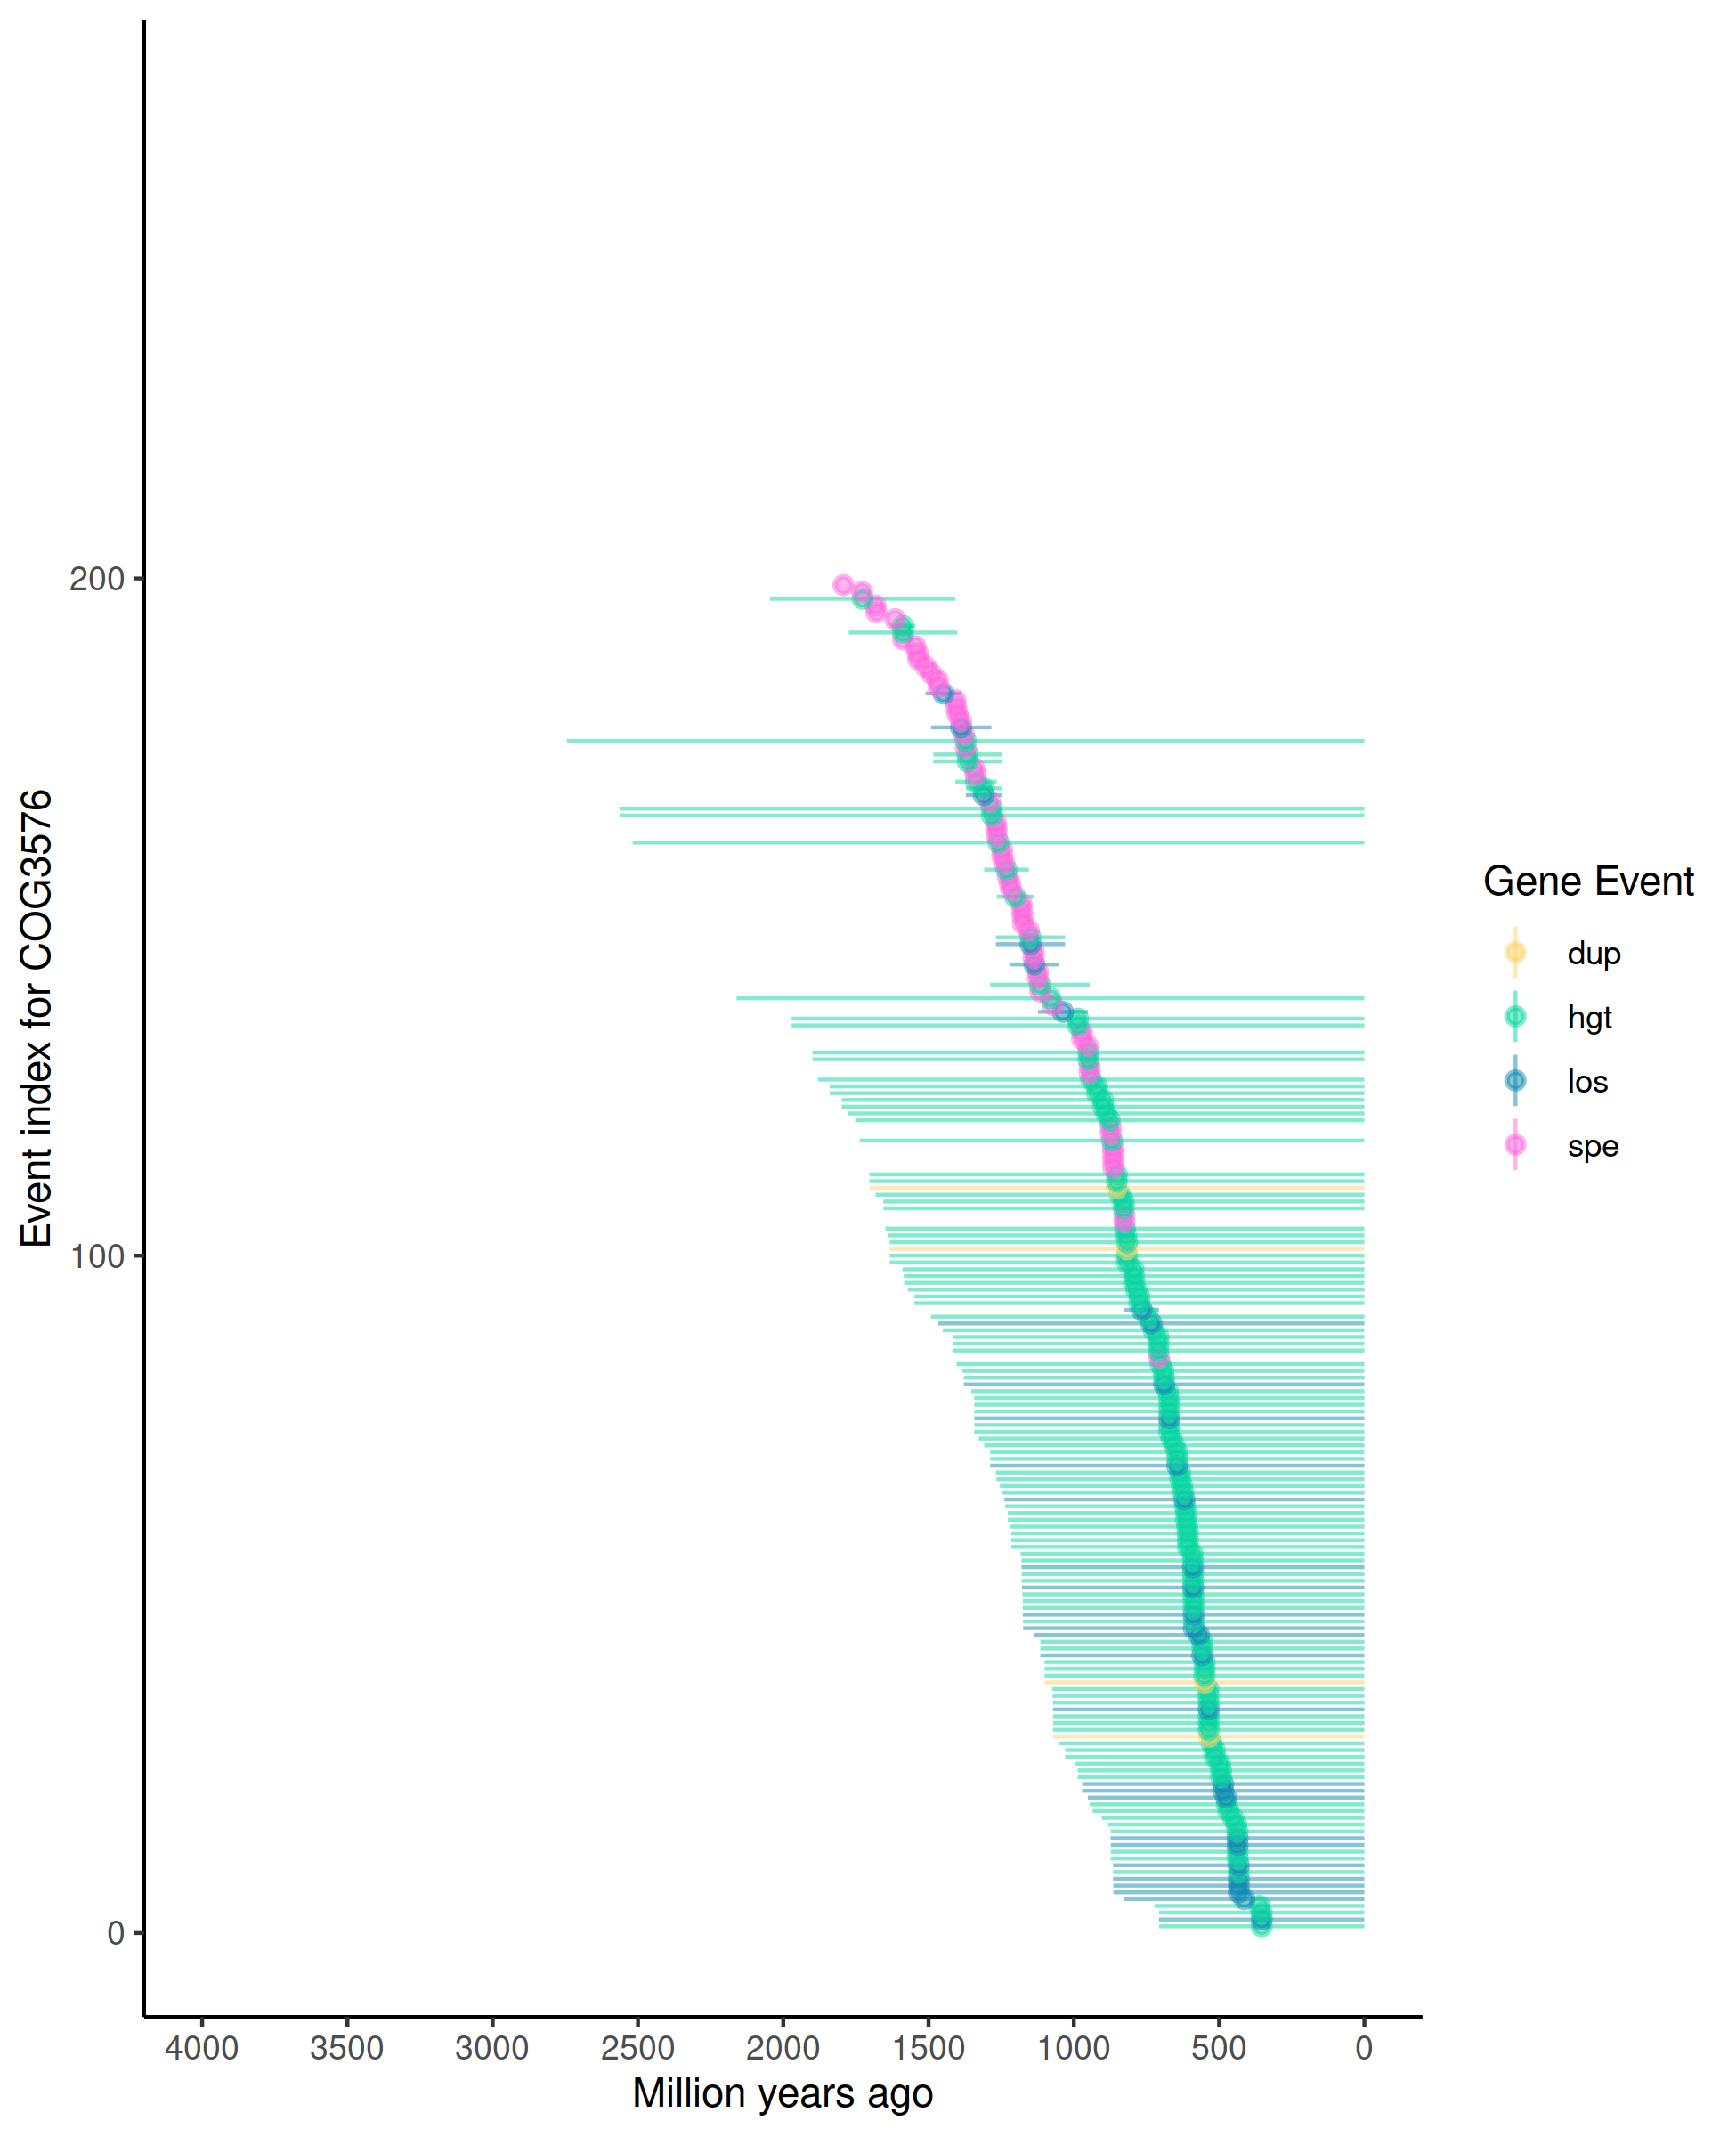 Event index for COG3576
200
100
0
4000 3500 3000 2500 2000 1500 1000 500 0
Million years ago
Gene Event
dup
hgt
los
spe